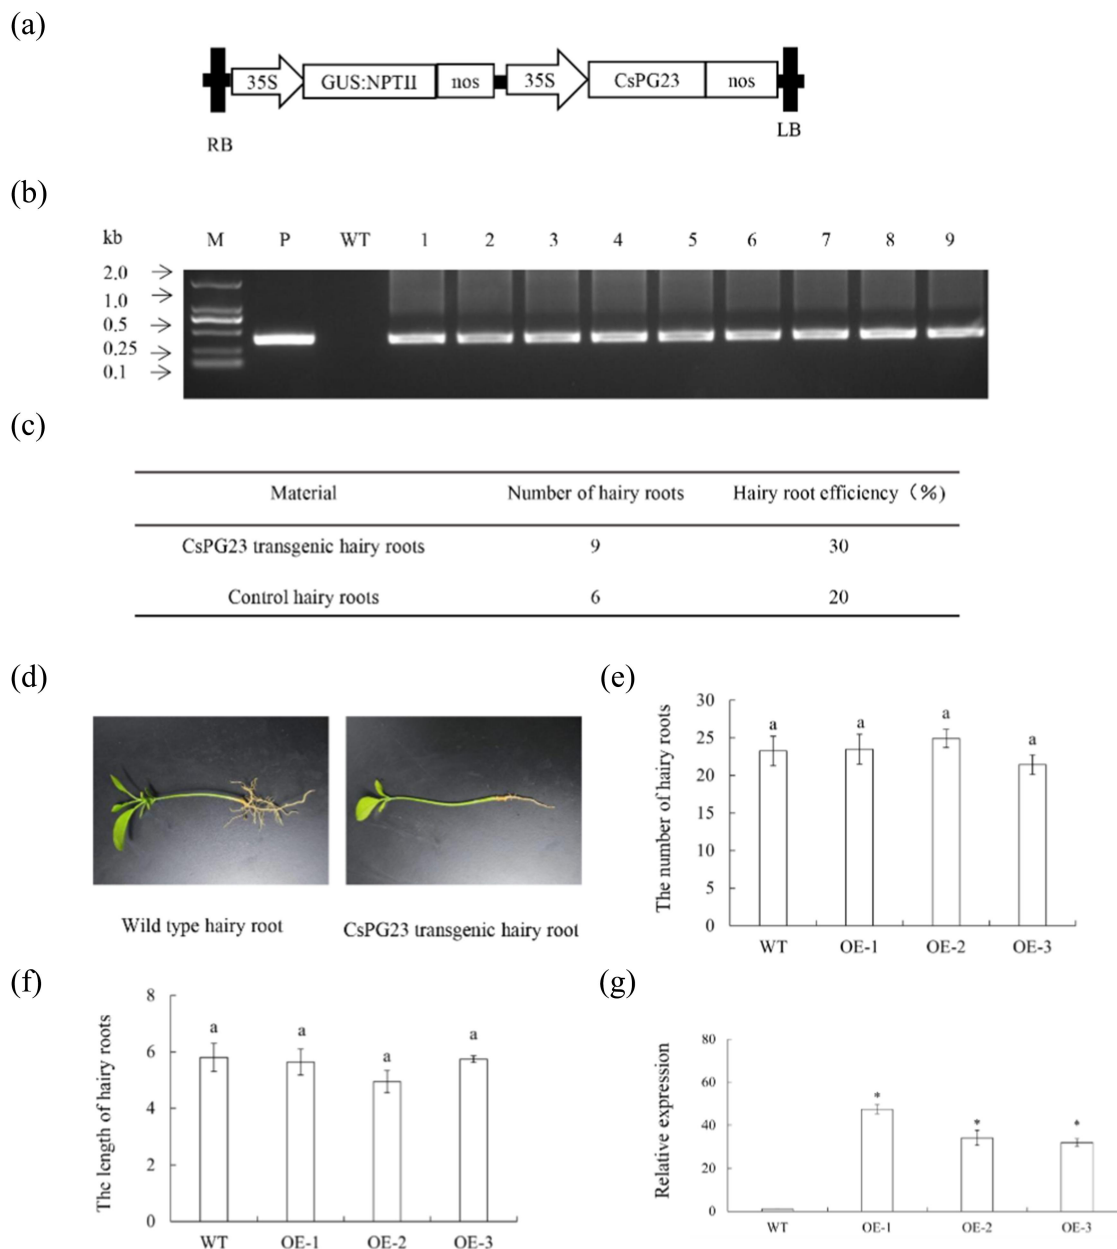 (a)
35S GUS:NPTII nos 35S CsPG23 nos
RB LB
(b)
kb M P WT 1 2 3 4 5 6 7 8 9
2.0
1.0
0.5
0.25
0.1
(c)
Material Number of hairy roots Hairy root efficiency (%)
CsPG23 transgenic hairy roots 9 30
Control hairy roots 6 20
(d)
Wild type hairy root CsPG23 transgenic hairy root
(e)
The number of hairy roots
30
25
20
15
10
5
0
a a a a
WT OE-1 OE-2 OE-3
(f)
The length of hairy roots
8
6
4
2
0
a a a a
WT OE-1 OE-2 OE-3
(g)
Relative expression
80
60
40
20
0
* * *
WT OE-1 OE-2 OE-3